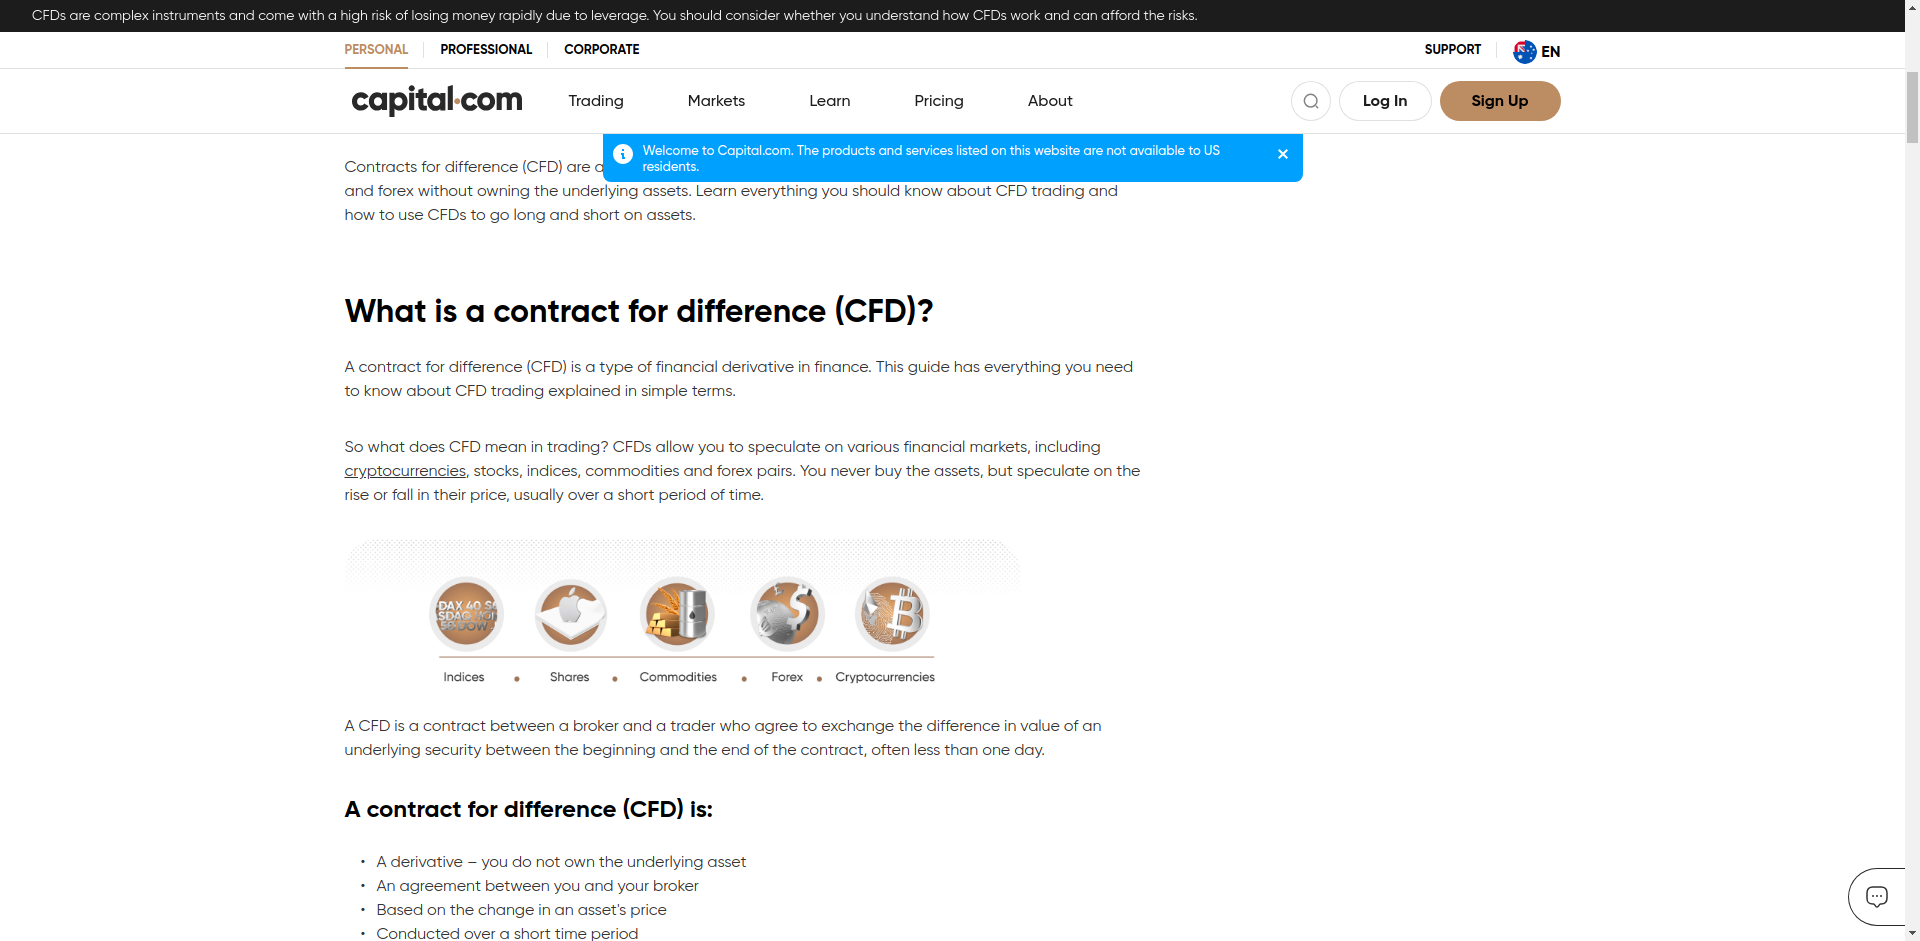 CFDs are complex instruments and come with a high risk of losing money rapidly due to leverage. You should consider whether you understand how CFDs work and can afford the risks.
PERSONAL
PROFESSIONAL
CORPORATE
SUPPORT
EN
capital.com
Trading
Markets
Learn
Pricing
About
Log In
Sign Up
Welcome to Capital.com. The products and services listed on this website are not available to US
residents.
Contracts for difference (CFD) are a
and forex without owning the underlying assets. Learn everything you should know about CFD trading and
how to use CFDs to go long and short on assets.
What is a contract for difference (CFD)?
A contract for difference (CFD) is a type of financial derivative in finance. This guide has everything you need
to know about CFD trading explained in simple terms.
So what does CFD mean in trading? CFDs allow you to speculate on various financial markets, including
cryptocurrencies, stocks, indices, commodities and forex pairs. You never buy the assets, but speculate on the
rise or fall in their price, usually over a short period of time.
DAX 40
Indices
Shares
Commodities
Forex
Cryptocurrencies
A CFD is a contract between a broker and a trader who agree to exchange the difference in value of an
underlying security between the beginning and the end of the contract, often less than one day.
A contract for difference (CFD) is:
• A derivative – you do not own the underlying asset
• An agreement between you and your broker
• Based on the change in an asset's price
• Conducted over a short time period